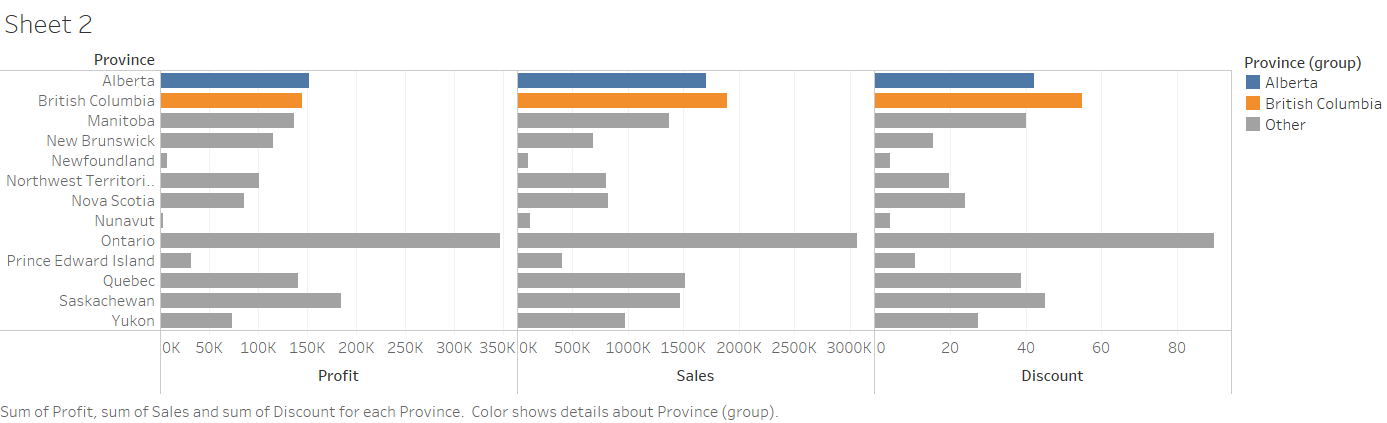 Sheet 2
Province
Alberta
British Columbia
Manitoba
New Brunswick
Newfoundland
Northwest Territori..
Nova Scotia
Nunavut
Ontario
Prince Edward Island
Quebec
Saskachewan
Yukon
0K 50K 100K 150K 200K 250K 300K 350K 0K 500K 1000K 1500K 2000K 2500K 3000K 0 20 40 60 80
Profit Sales Discount
Province (group)
Alberta
British Columbia
Other
Sum of Profit, sum of Sales and sum of Discount for each Province. Color shows details about Province (group).